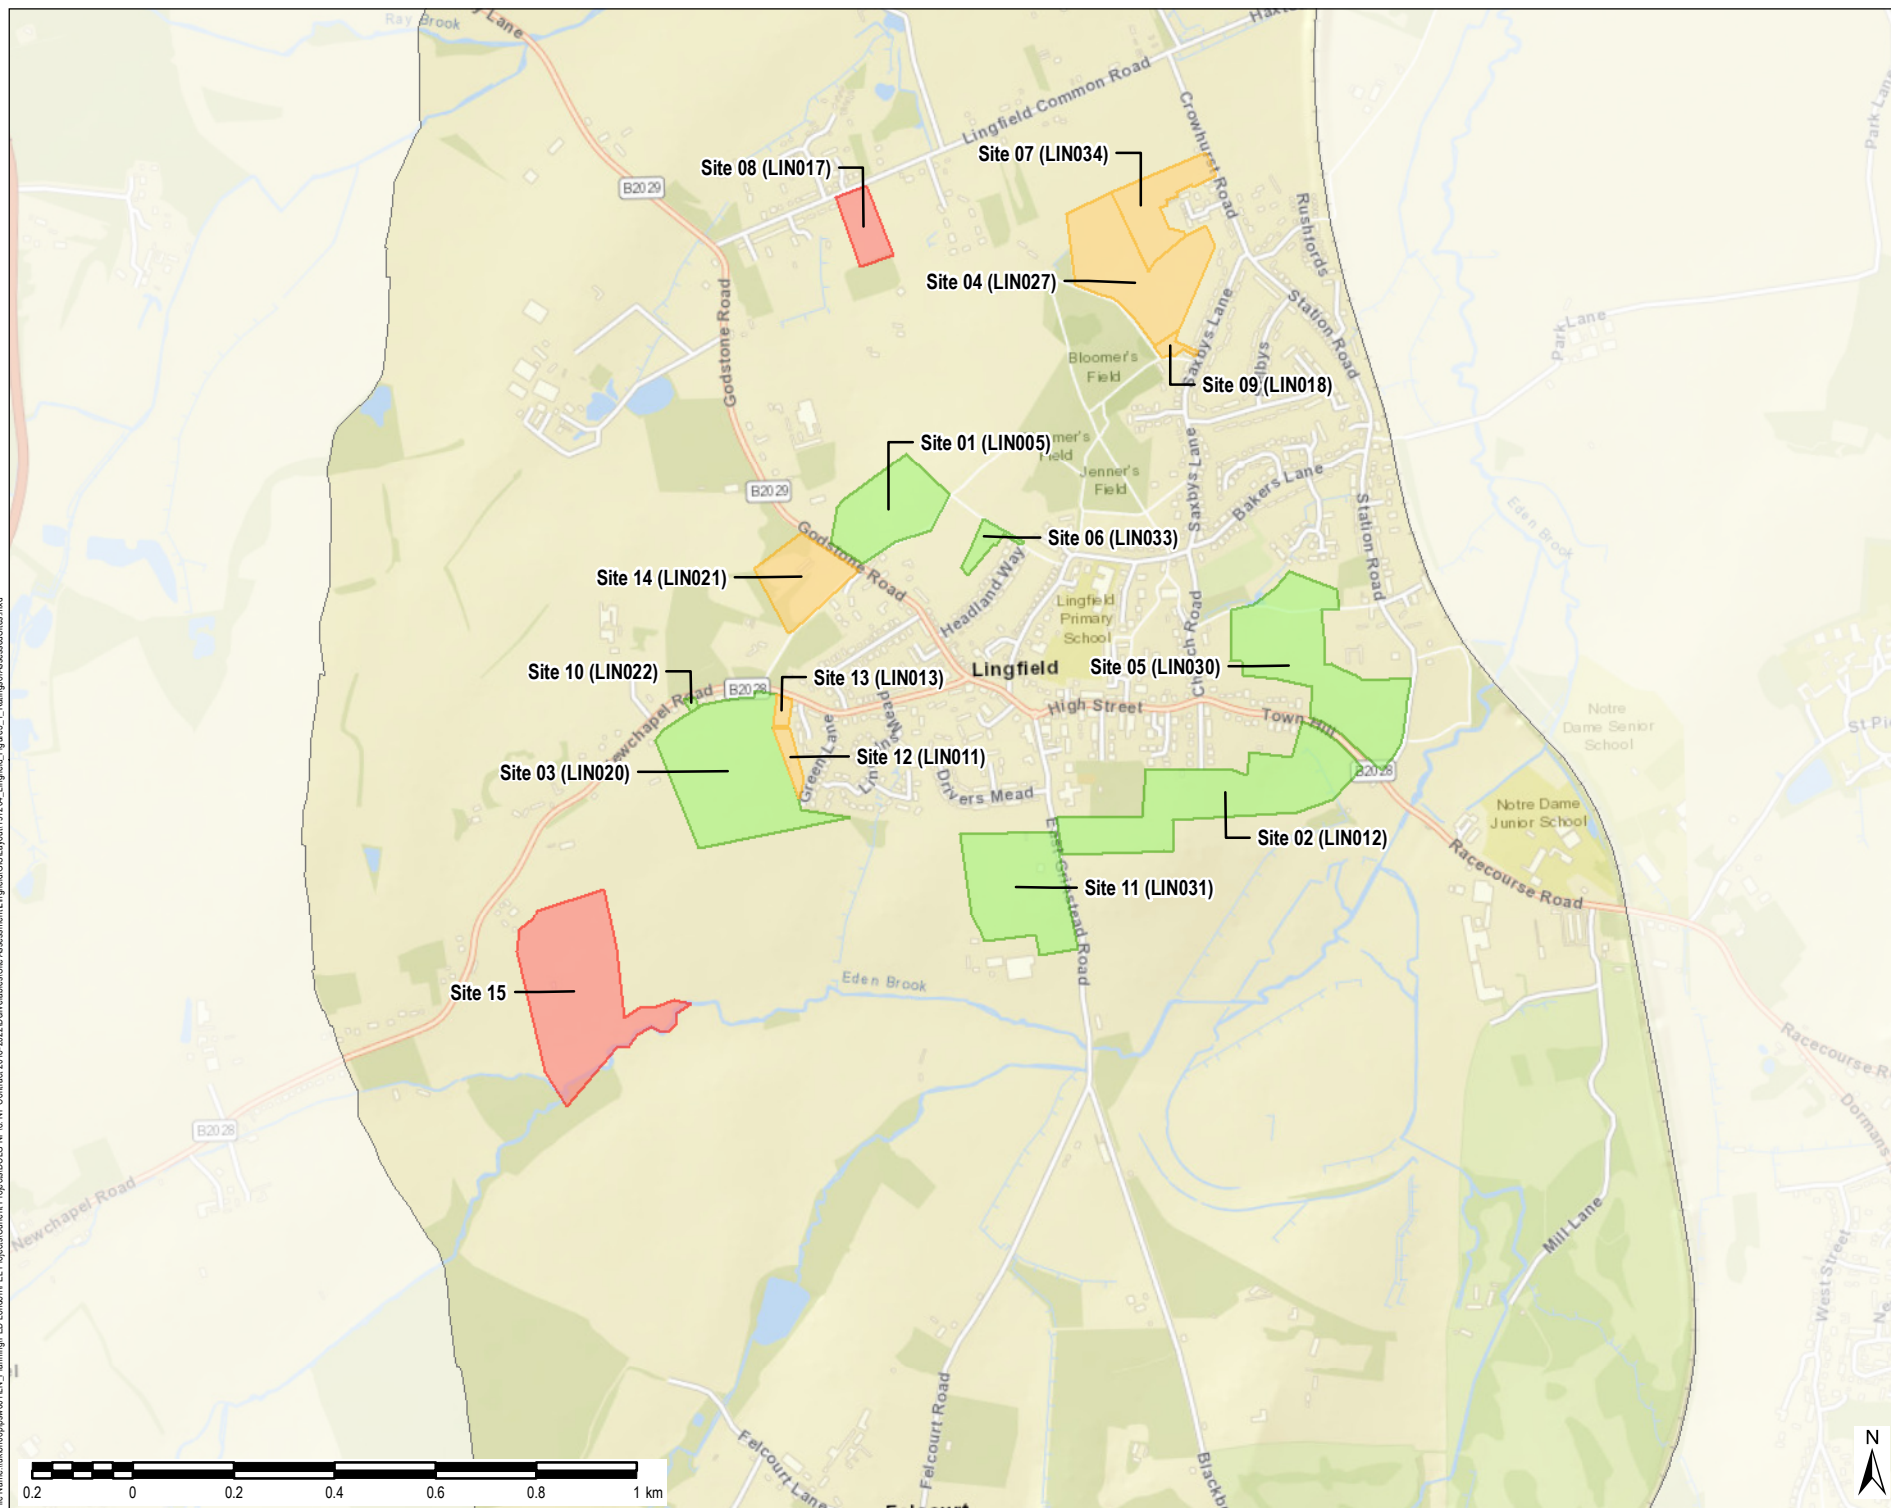 Ray Brook
Lane
Lingfield Common Road
Park Lane
Crowhurst Road
Site 07 (LIN034)
Site 08 (LIN017)
B2029
Rushfords
Godstone Road
Site 04 (LIN027)
Station Road
Park Lane
Saxbys Lane
Bloomer's
Field
Site 09 (LIN018)
Site 01 (LIN005)
Jenner's
Field
Saxbys Lane
Bakers Lane
B2029
Station Road
Eden Brook
Godstone Road
Site 06 (LIN033)
Site 14 (LIN021)
Headland Way
Lingfield
Primary
School
Church Road
Site 10 (LIN022)
Lingfield
Site 05 (LIN030)
Site 13 (LIN013)
B2028
High Street
Town Hill
Notre
Dame Senior
School
Newchapel Road
Site 12 (LIN011)
Site 03 (LIN020)
Green Lane
Drivers Mead
B2028
Notre Dame
Junior School
Site 02 (LIN012)
Racecourse Road
Site 11 (LIN031)
East Grinstead Road
Eden Brook
Site 15
B2028
Newchapel Road
Mill Lane
West Street
Felcourt Road
Felcourt Lane
N
0.2 0 0.2 0.4 0.6 0.8 1 km